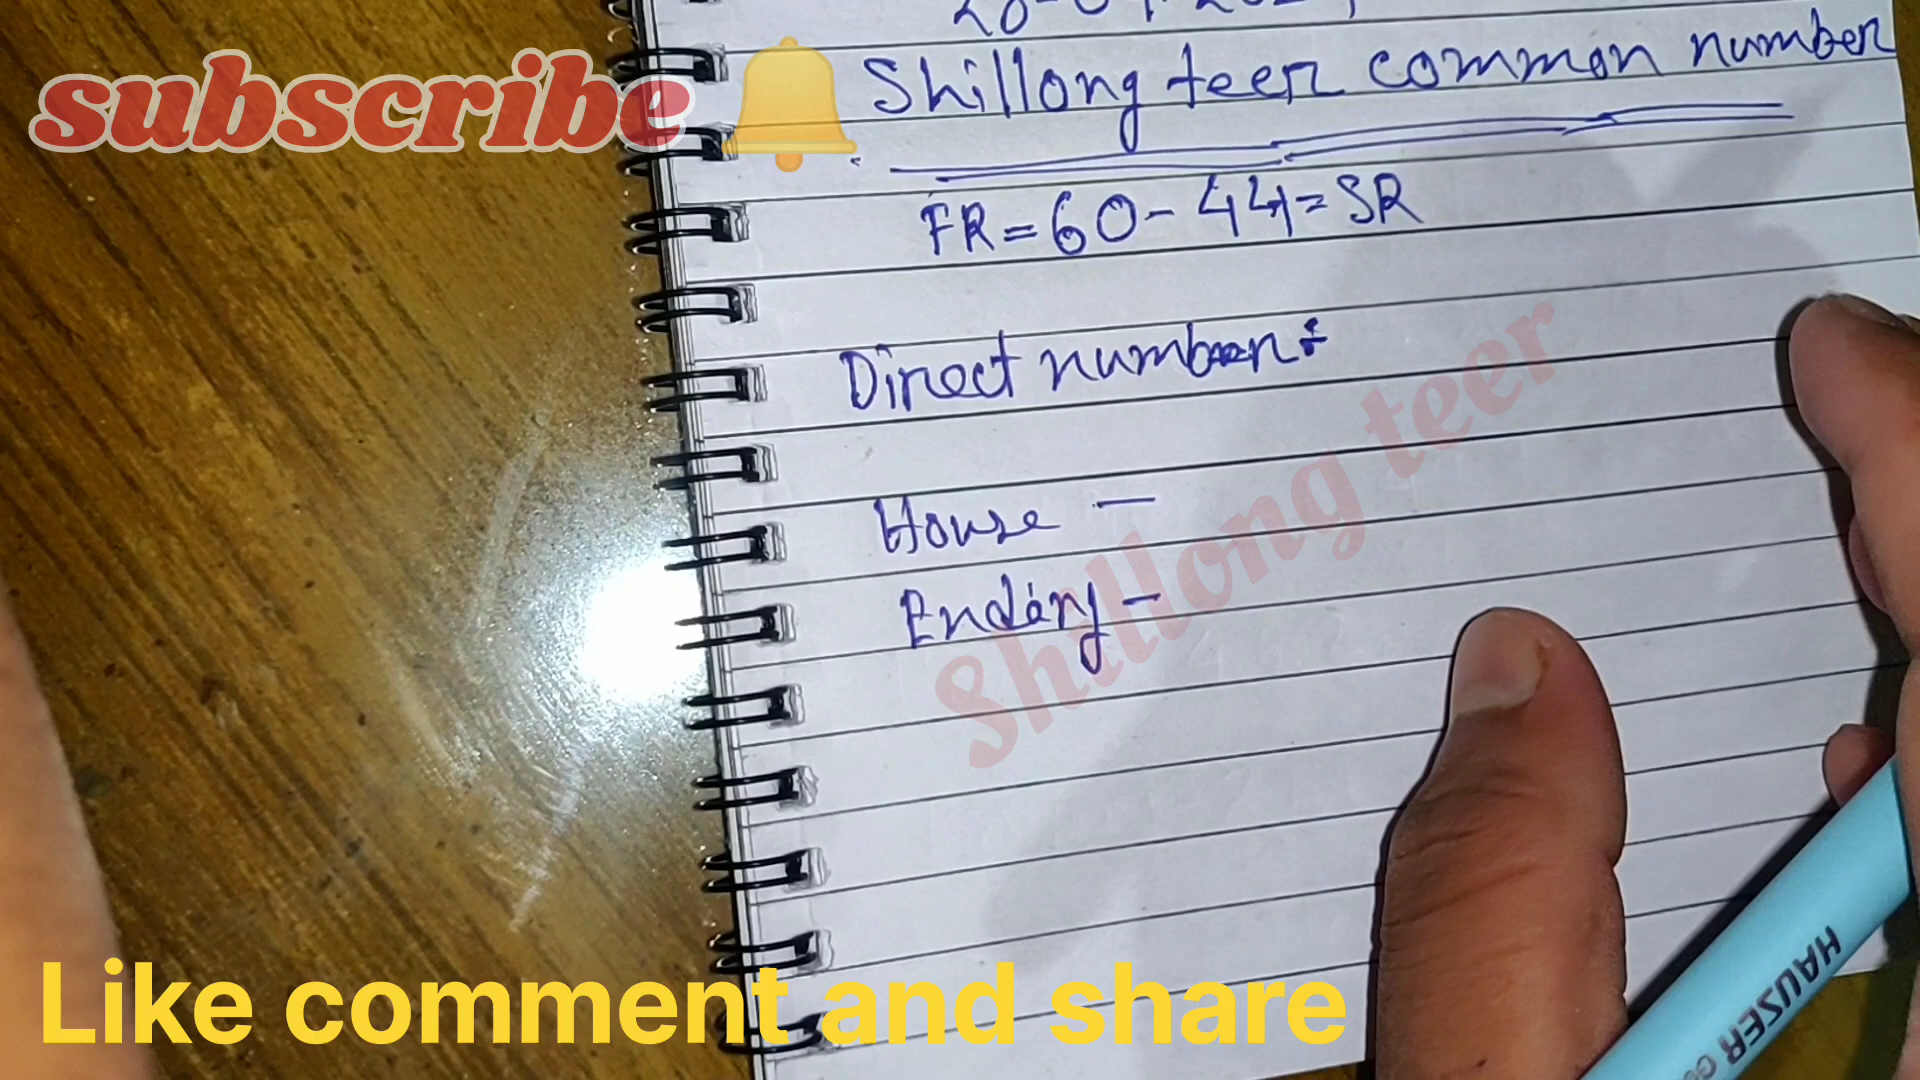 subscribe
Shillong teer common number
FR = 60 - 44 = SR
Direct number:
House -
Ending -
Shillong teer
HAUSER
Like comment and share